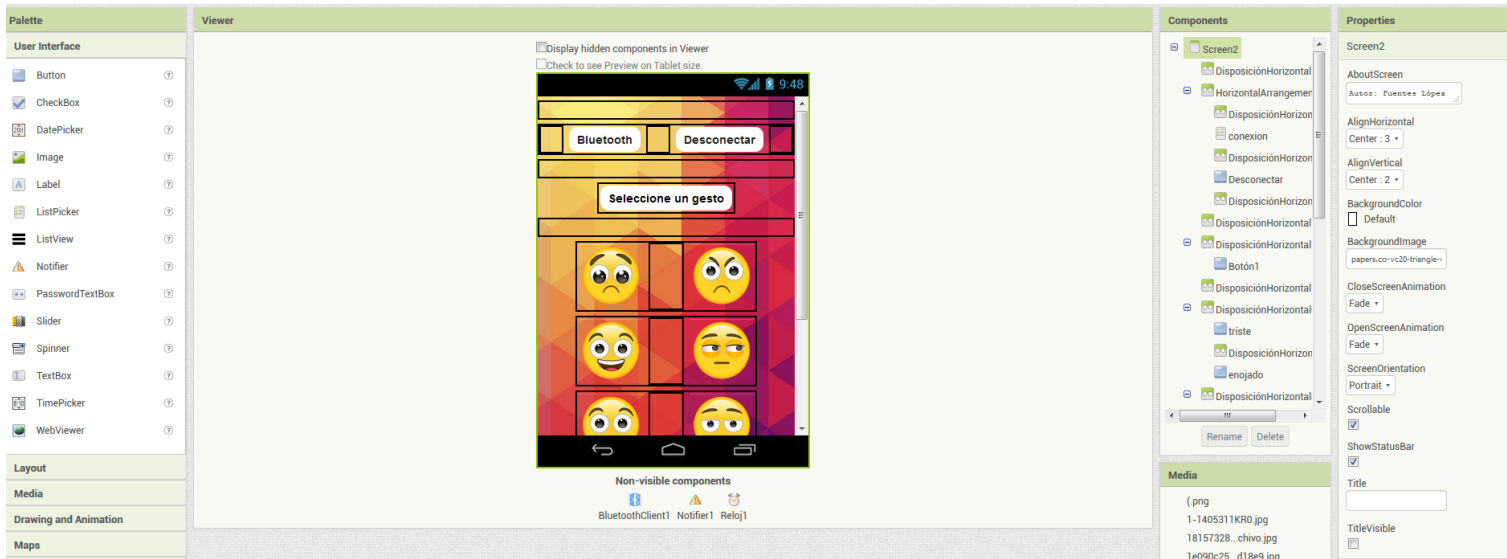 Palette
User Interface
Button
CheckBox
DatePicker
Image
Label
ListPicker
ListView
Notifier
PasswordTextBox
Slider
Spinner
TextBox
TimePicker
WebViewer
Layout
Media
Drawing and Animation
Maps
Viewer
Display hidden components in Viewer
Check to see Preview on Tablet size.
9:48
Bluetooth Desconectar
Seleccione un gesto
Non-visible components
BluetoothClient1 Notifier1 Reloj1
Components
Screen2
DisposiciónHorizontal
HorizontalArrangemen
DisposiciónHorizon
conexion
DisposiciónHorizon
Desconectar
DisposiciónHorizon
DisposiciónHorizontal
DisposiciónHorizontal
Botón1
DisposiciónHorizontal
DisposiciónHorizontal
triste
DisposiciónHorizon
enojado
DisposiciónHorizontal
Rename Delete
Media
(.png
1-1405311KR0.jpg
18157328...chivo.jpg
1e090c25...d18e9.jpg
Properties
Screen2
AboutScreen
Autor: Fuentes Lópes
AlignHorizontal
Center : 3
AlignVertical
Center : 2
BackgroundColor
Default
BackgroundImage
papers.co-vc20-triangle-
CloseScreenAnimation
Fade
OpenScreenAnimation
Fade
ScreenOrientation
Portrait
Scrollable
ShowStatusBar
Title
TitleVisible